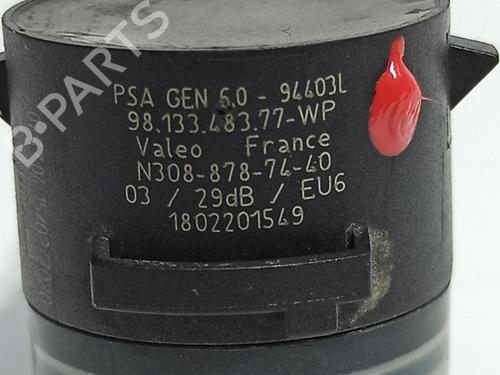 PSA GEN 6.0 - 94403L
98.133.483.77-WP
Valeo France
N308-878-74-40
03 / 29dB / EU6
1802201549
B-PARTS